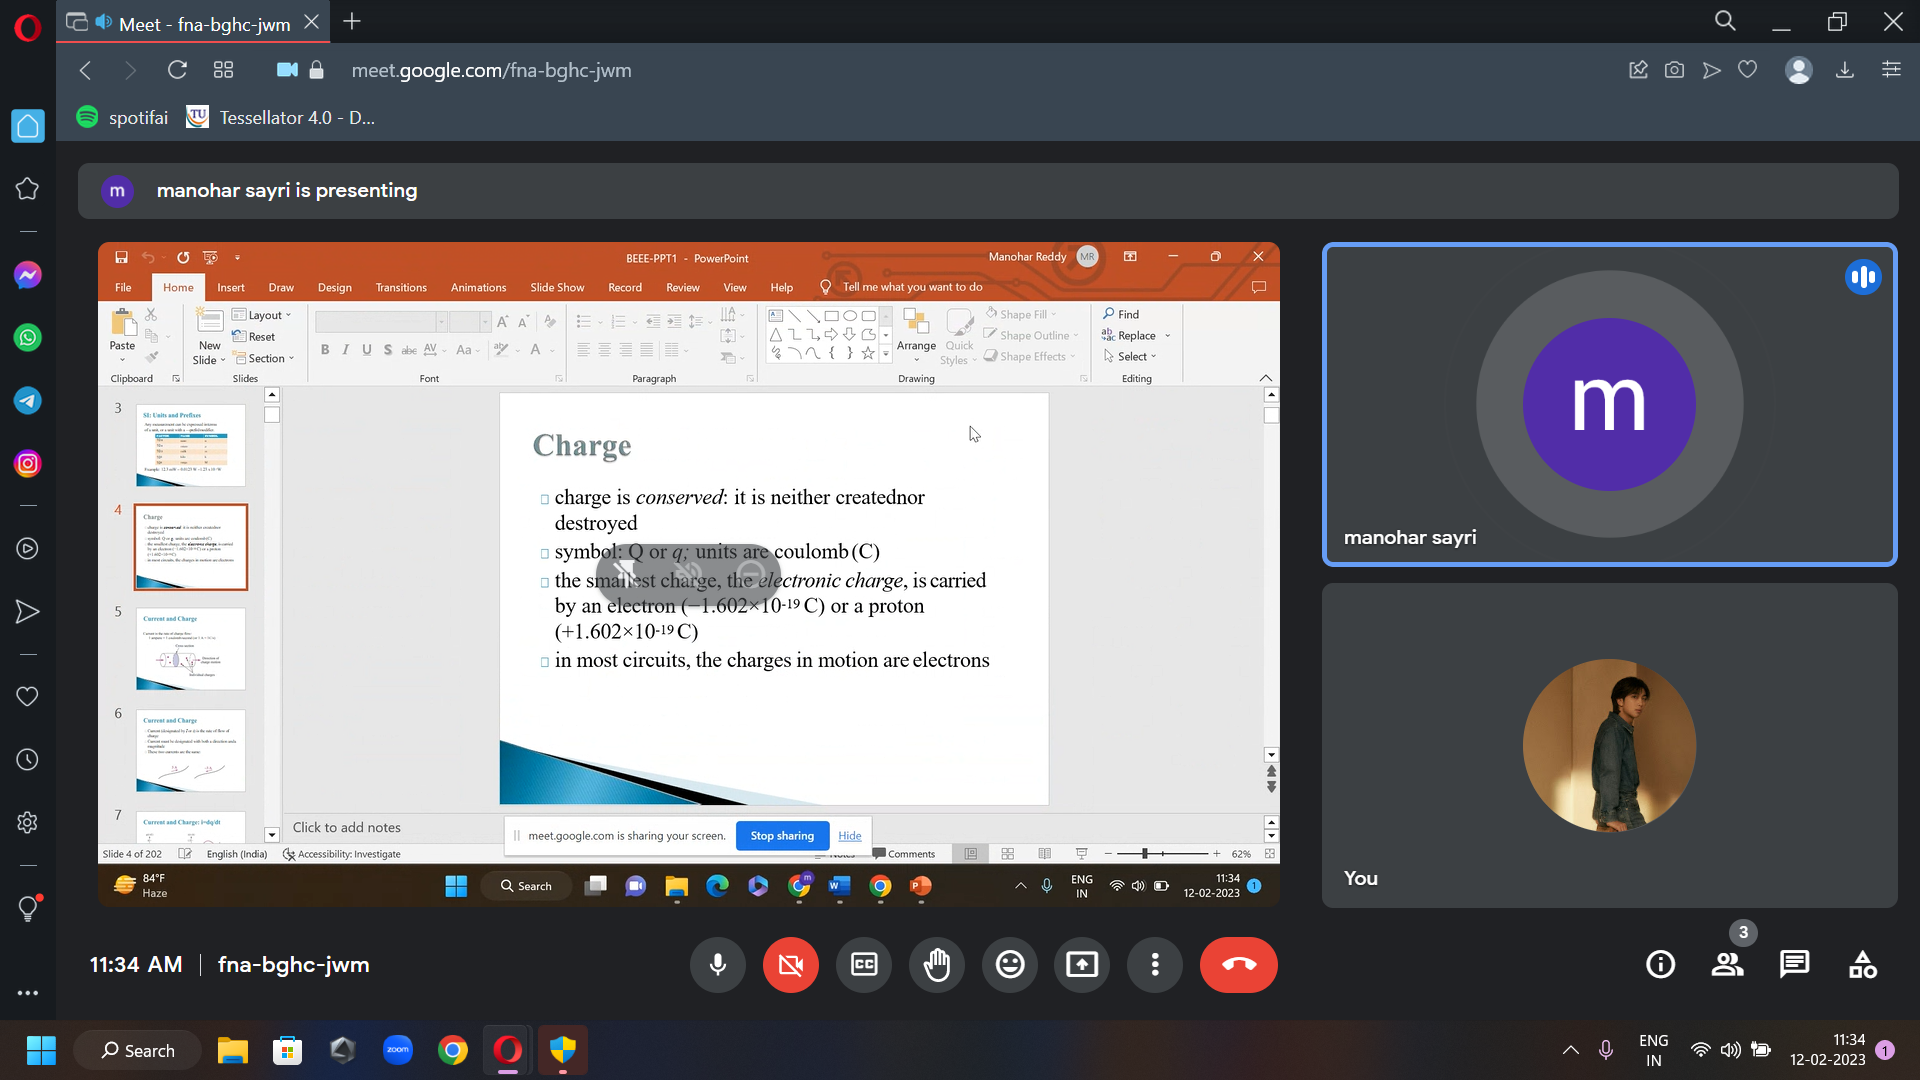 Meet - fna-bghc-jwm
meet.google.com/fna-bghc-jwm
spotifai
TU
Tessellator 4.0 - D...
m
manohar sayri is presenting
BEEE-PPT1 - PowerPoint
Manohar Reddy MR
File Home Insert Draw Design Transitions Animations Slide Show Record Review View Help Tell me what you want to do
Paste
New Slide
Layout
Reset
Section
Arrange
Quick Styles
Shape Fill
Shape Outline
Shape Effects
Find
Replace
Select
Clipboard Slides Font Paragraph Drawing Editing
3
SI: Units and Prefixes
4
Charge
5
Current and Charge
6
Current and Charge
7
Current and Charge: i=dq/dt
Charge
charge is conserved: it is neither creatednor
destroyed
symbol: Q or q; units are coulomb (C)
the smallest charge, the electronic charge, is carried
by an electron (−1.602×10-19 C) or a proton
(+1.602×10-19 C)
in most circuits, the charges in motion are electrons
Click to add notes
meet.google.com is sharing your screen.
Stop sharing
Hide
Slide 4 of 202
English (India)
Accessibility: Investigate
Notes
Comments
62%
84°F
Haze
Search
ENG
IN
11:34
12-02-2023
1
m
manohar sayri
You
11:34 AM | fna-bghc-jwm
CC
3
Search
zoom
ENG
IN
11:34
12-02-2023
1